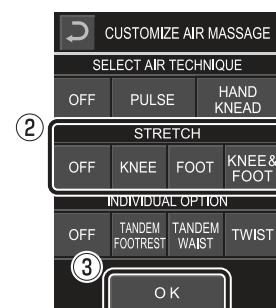 CUSTOMIZE AIR MASSAGE
SELECT AIR TECHNIQUE
OFF PULSE HAND KNEAD
② STRETCH
OFF KNEE FOOT KNEE& FOOT
INDIVIDUAL OPTION
OFF TANDEM FOOTREST TANDEM WAIST TWIST
③
OK